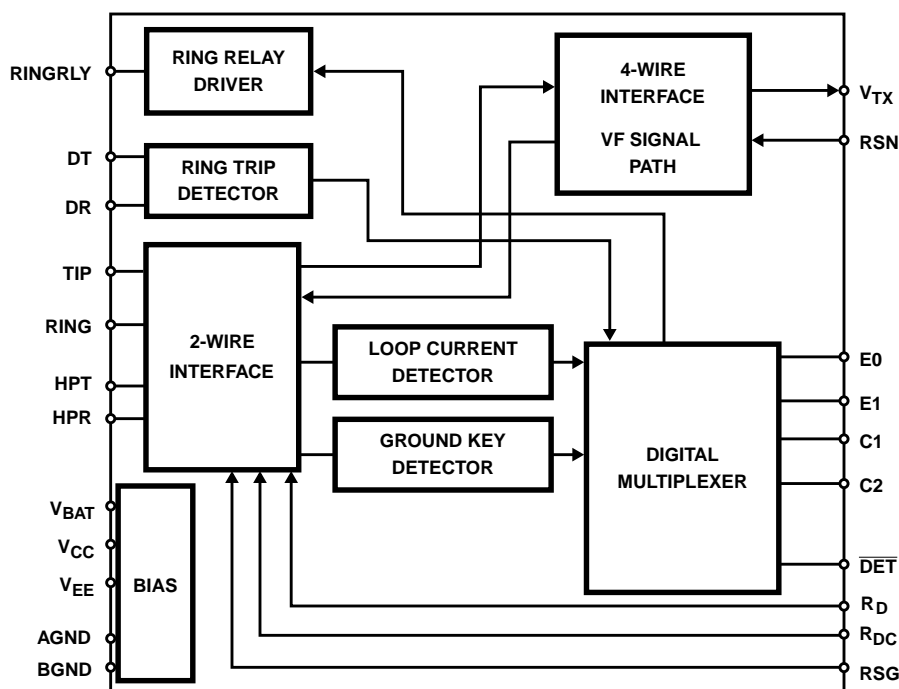 RINGRLY
DT
DR
TIP
RING
HPT
HPR
VBAT
VCC
VEE
AGND
BGND
RING RELAY
DRIVER
RING TRIP
DETECTOR
2-WIRE
INTERFACE
BIAS
LOOP CURRENT
DETECTOR
GROUND KEY
DETECTOR
4-WIRE
INTERFACE
VF SIGNAL
PATH
DIGITAL
MULTIPLEXER
VTX
RSN
E0
E1
C1
C2
D̅E̅T̅
RD
RDC
RSG